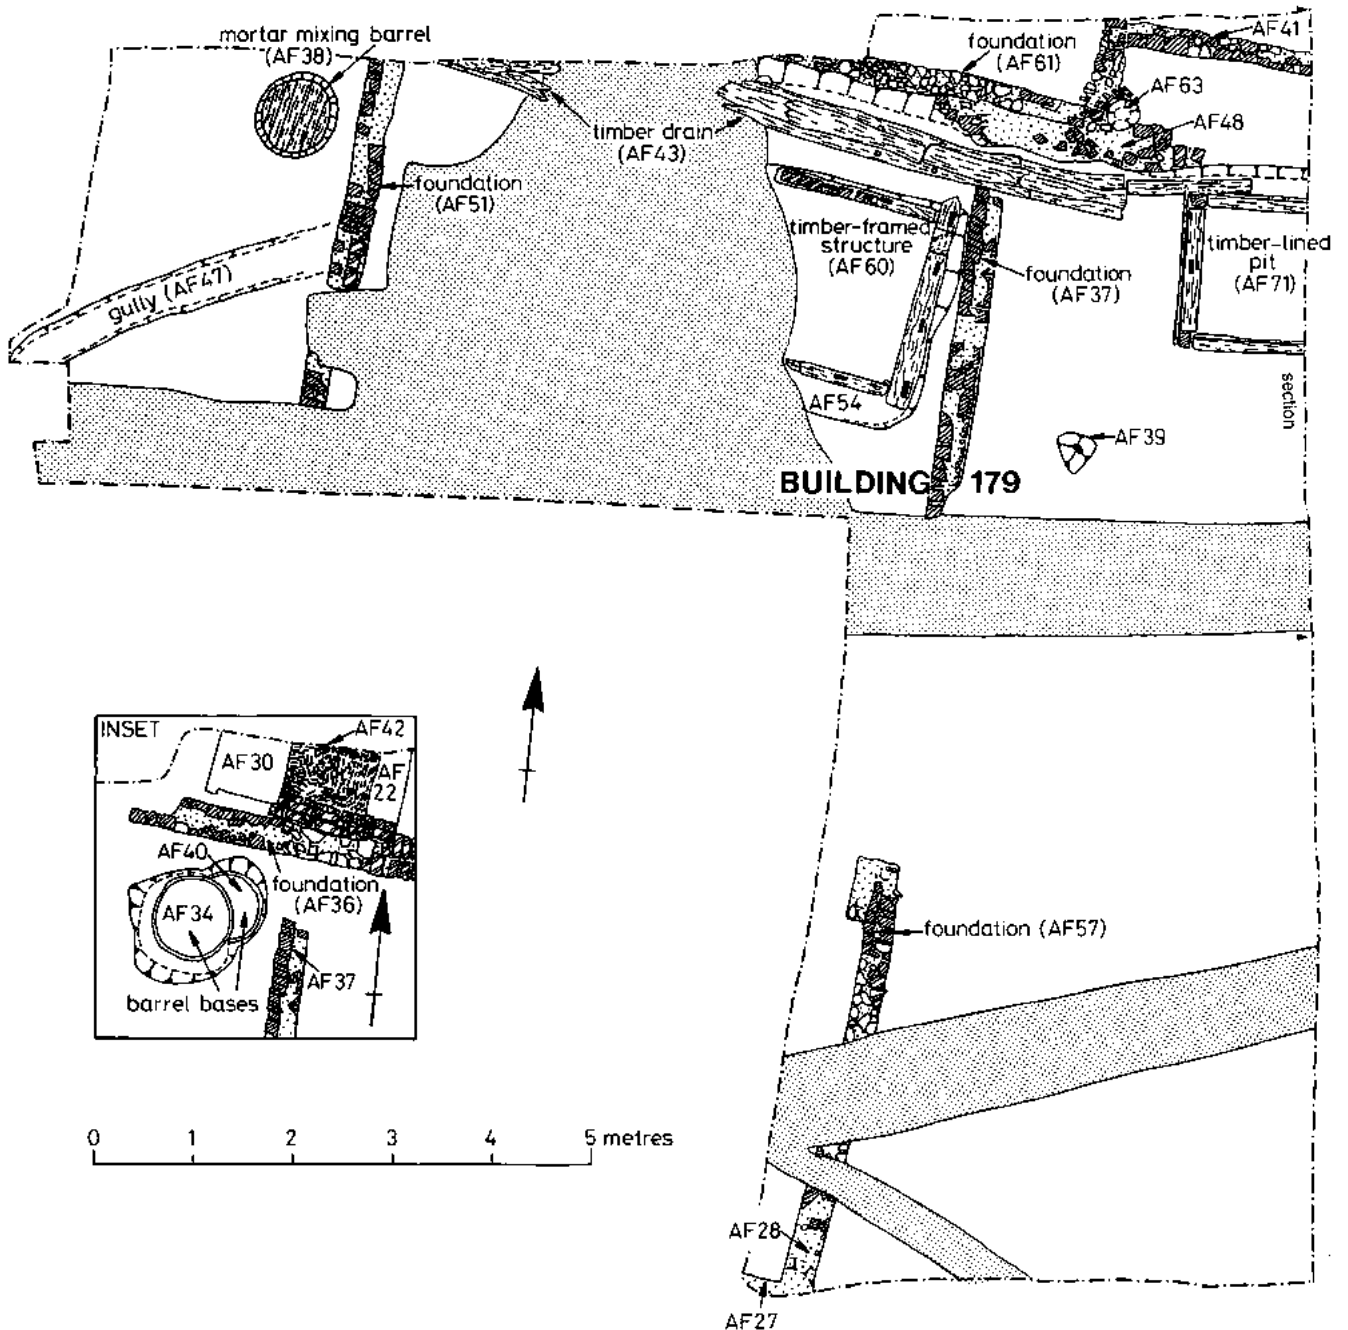 mortar mixing barrel
(AF38)
foundation
(AF61)
AF41
AF63
AF48
timber drain
(AF43)
foundation
(AF51)
timber-framed
structure
(AF60)
foundation
(AF37)
timber-lined
pit
(AF71)
gully (AF47)
section
AF54
AF39
BUILDING 179
INSET
AF42
AF30
AF
22
AF40
foundation
(AF36)
AF34
AF37
barrel bases
foundation (AF57)
0 1 2 3 4 5 metres
AF28
AF27